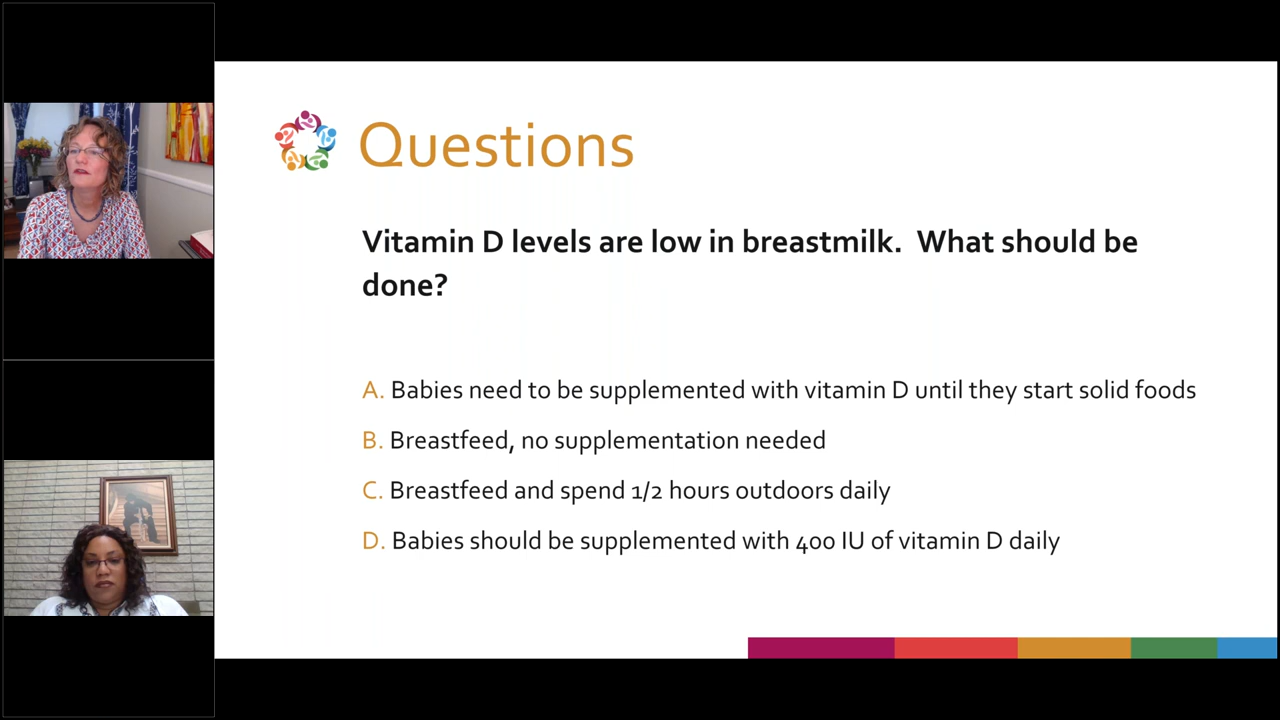 Questions
Vitamin D levels are low in breastmilk.  What should be
done?
A. Babies need to be supplemented with vitamin D until they start solid foods
B. Breastfeed, no supplementation needed
C. Breastfeed and spend 1/2 hours outdoors daily
D. Babies should be supplemented with 400 IU of vitamin D daily